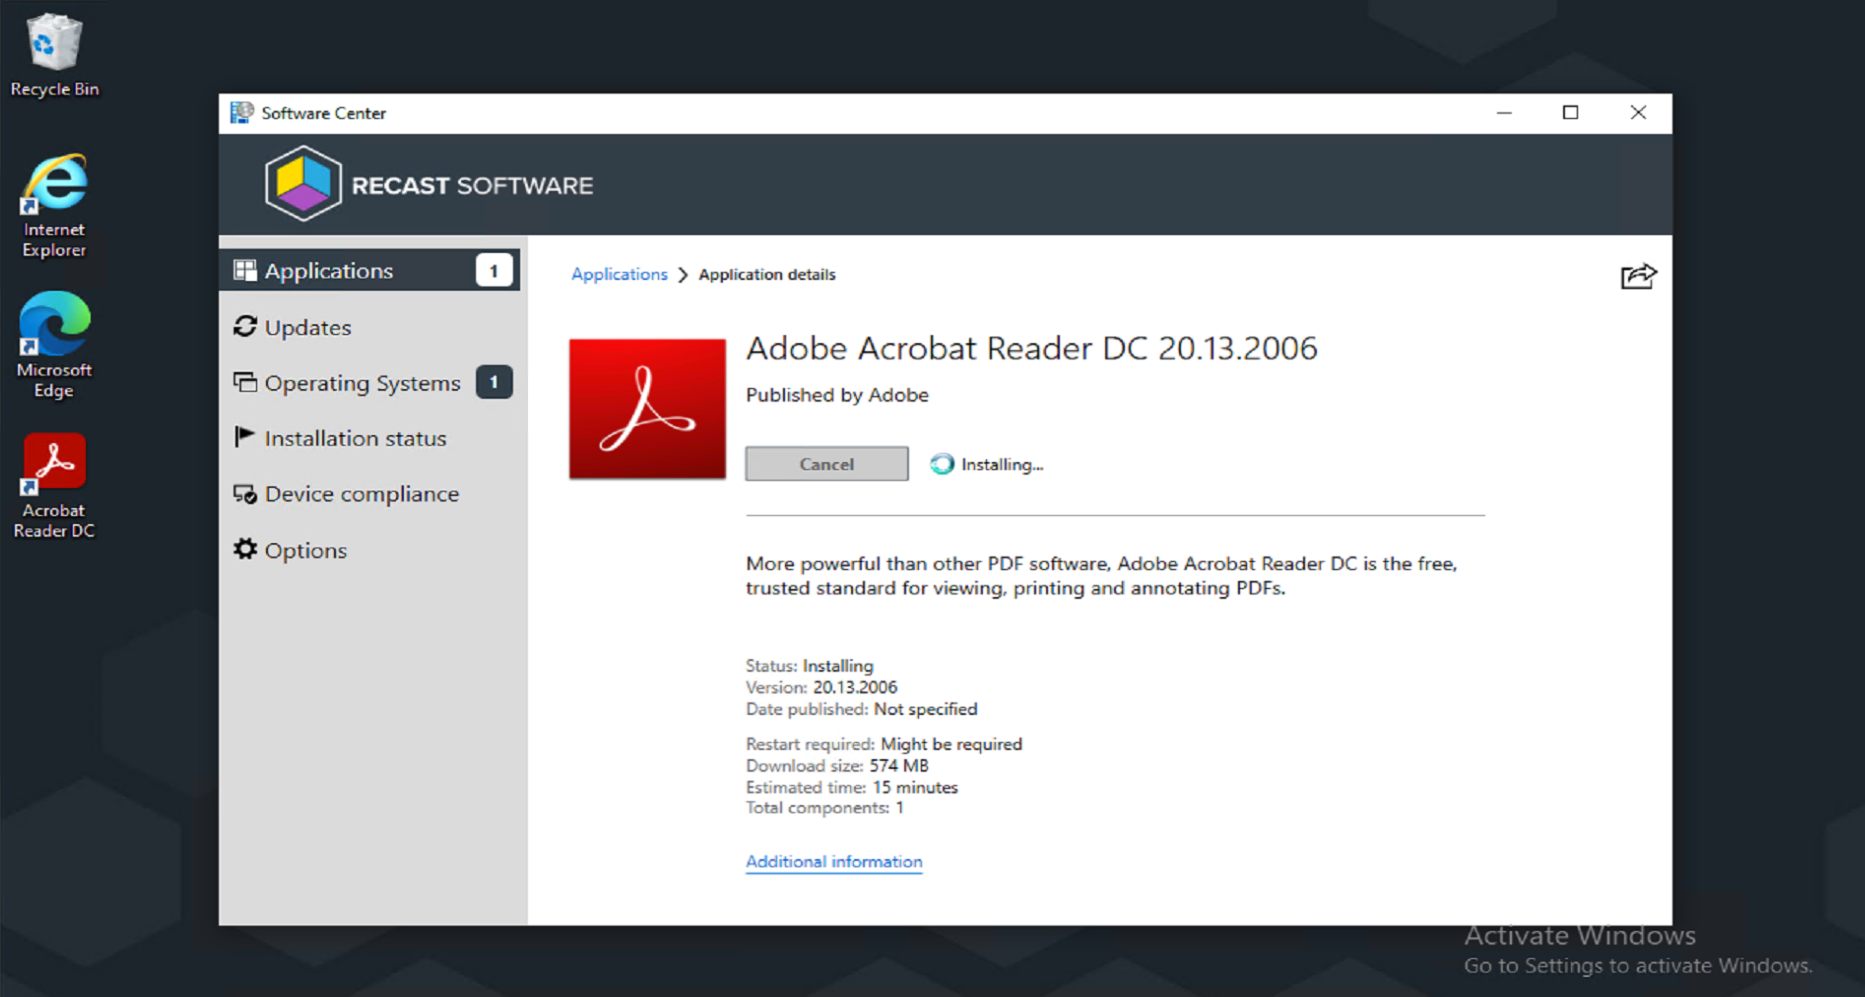 Recycle Bin
Internet
Explorer
Microsoft
Edge
Acrobat
Reader DC
Software Center
RECAST SOFTWARE
Applications 1
Updates
Operating Systems 1
Installation status
Device compliance
Options
Applications > Application details
Adobe Acrobat Reader DC 20.13.2006
Published by Adobe
Cancel Installing...
More powerful than other PDF software, Adobe Acrobat Reader DC is the free,
trusted standard for viewing, printing and annotating PDFs.
Status: Installing
Version: 20.13.2006
Date published: Not specified
Restart required: Might be required
Download size: 574 MB
Estimated time: 15 minutes
Total components: 1
Additional information
Activate Windows
Go to Settings to activate Windows.